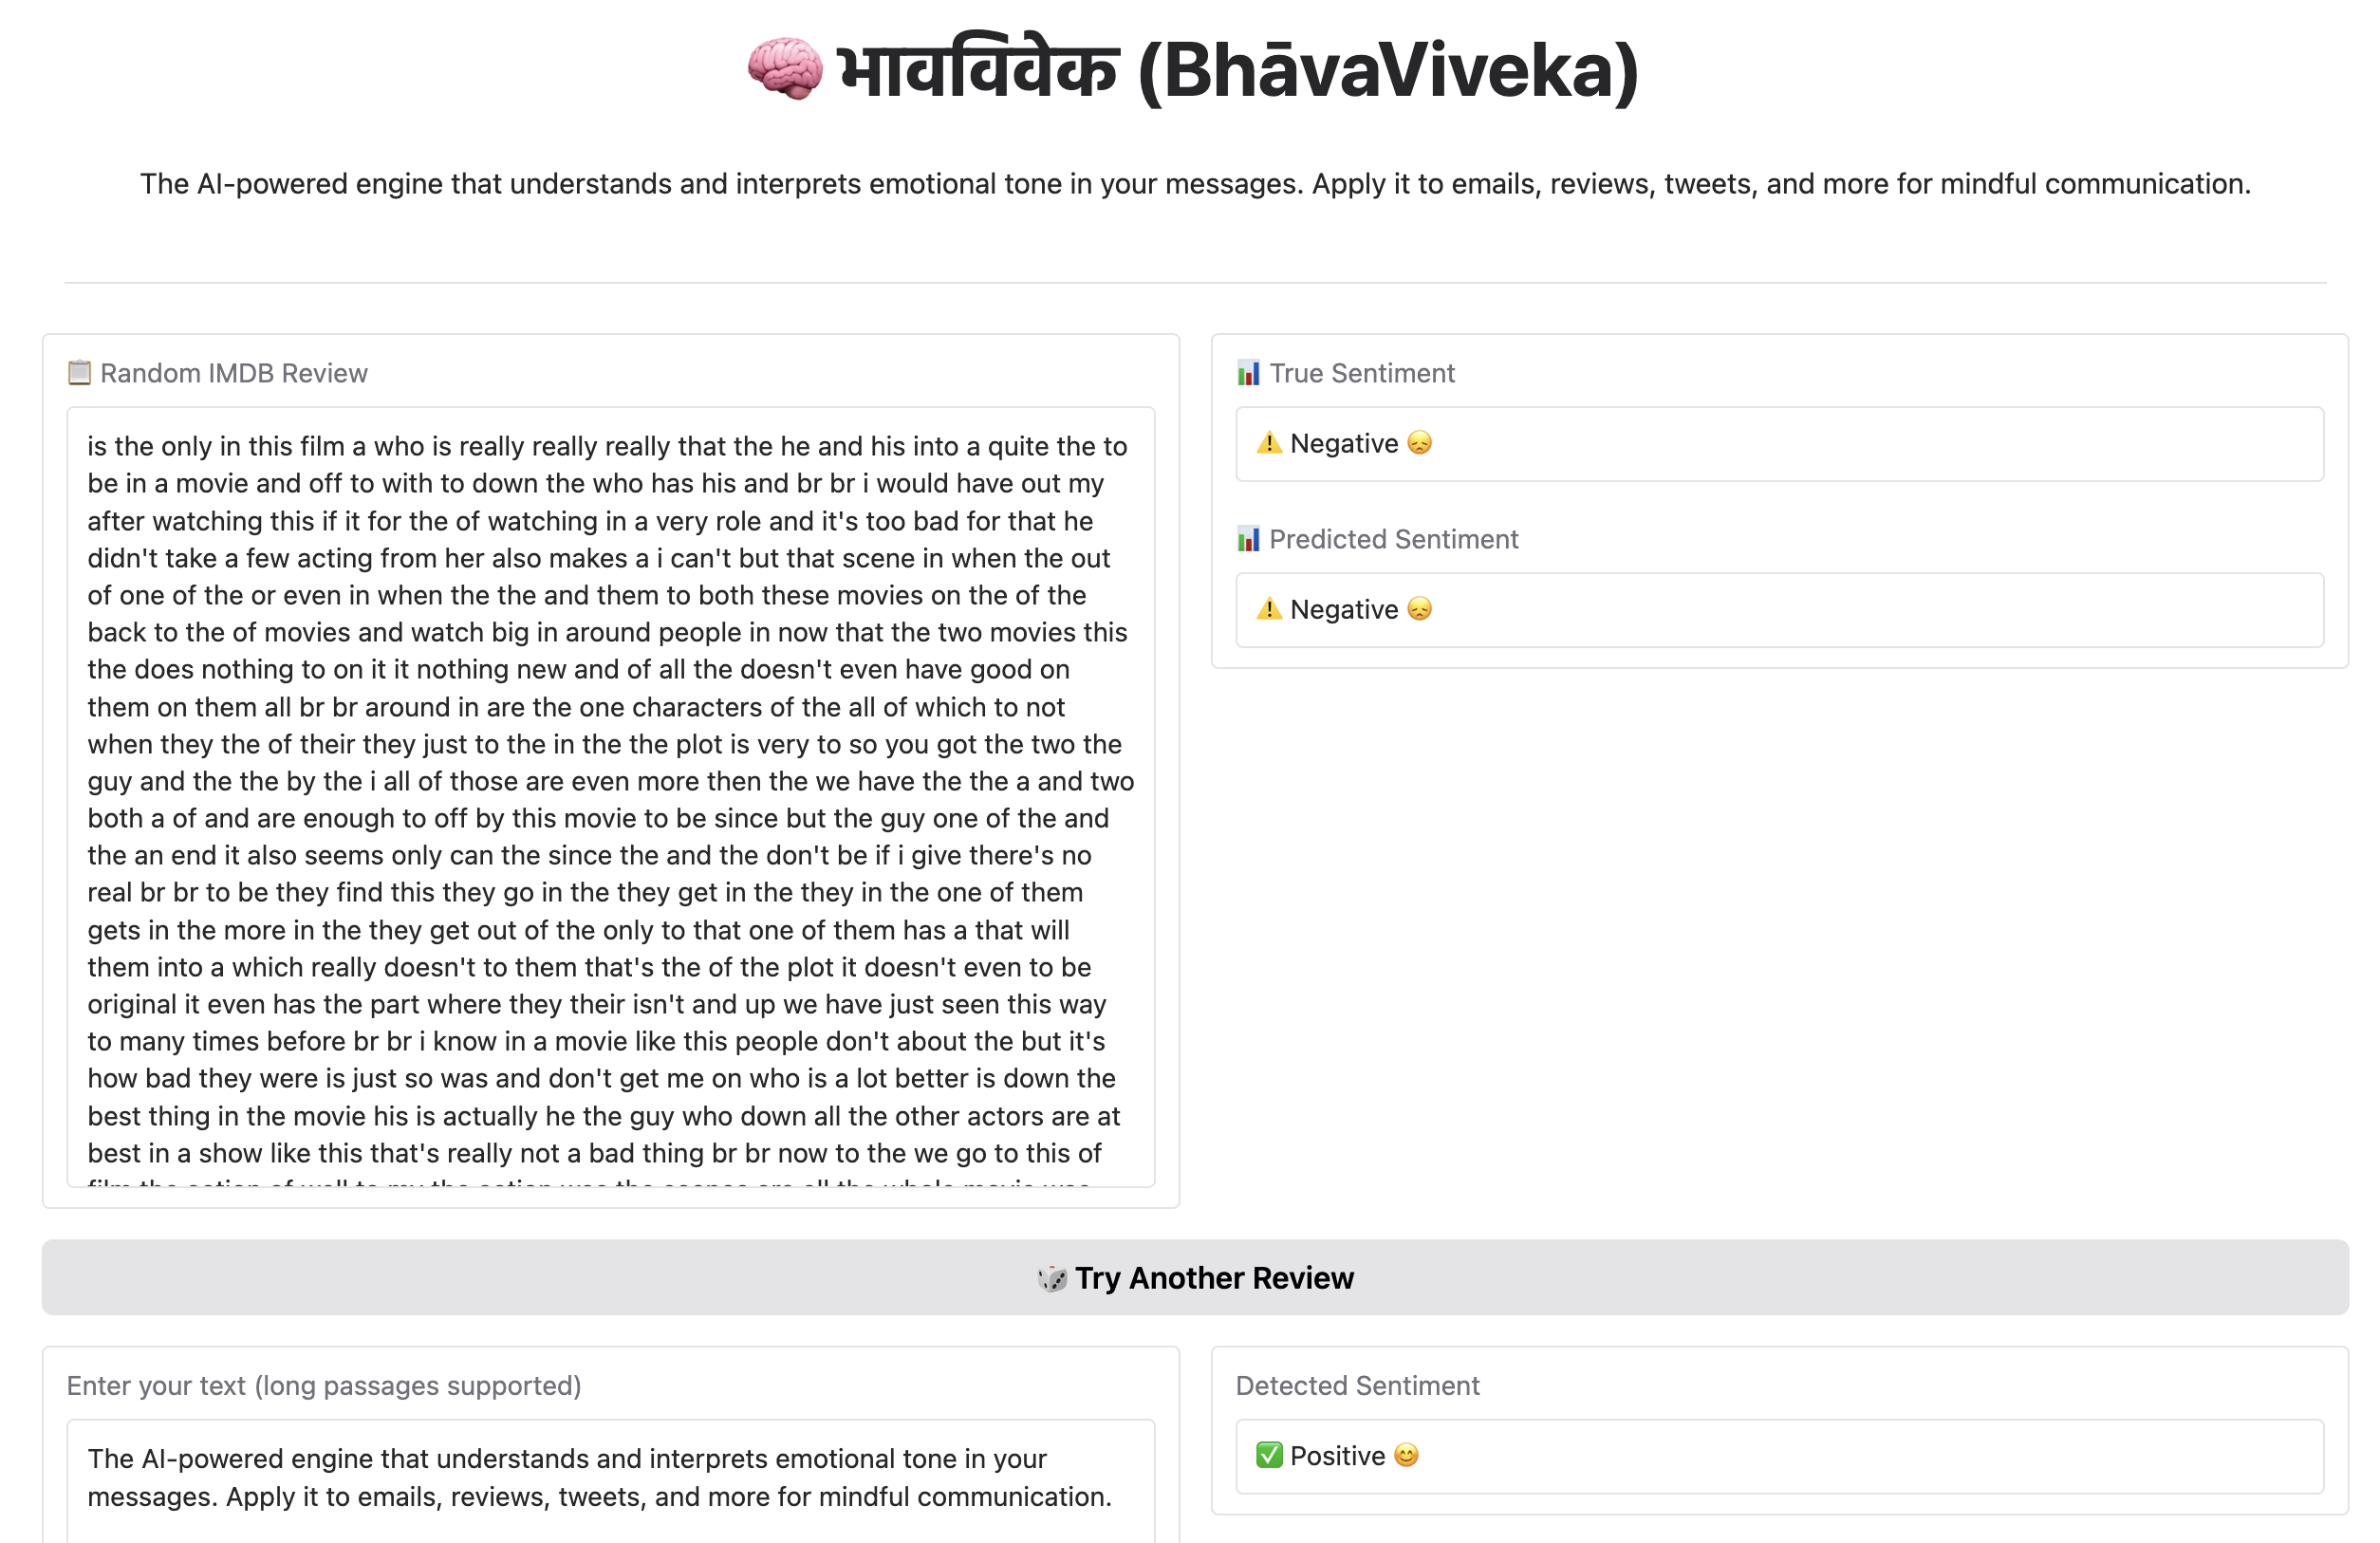 🧠 भावविवेक (BhāvaViveka)
The AI-powered engine that understands and interprets emotional tone in your messages. Apply it to emails, reviews, tweets, and more for mindful communication.
📋 Random IMDB Review
is the only in this film a who is really really really that the he and his into a quite the to
be in a movie and off to with to down the who has his and br br i would have out my
after watching this if it for the of watching in a very role and it's too bad for that he
didn't take a few acting from her also makes a i can't but that scene in when the out
of one of the or even in when the the and them to both these movies on the of the
back to the of movies and watch big in around people in now that the two movies this
the does nothing to on it it nothing new and of all the doesn't even have good on
them on them all br br around in are the one characters of the all of which to not
when they the of their they just to the in the the plot is very to so you got the two the
guy and the the by the i all of those are even more then the we have the the a and two
both a of and are enough to off by this movie to be since but the guy one of the and
the an end it also seems only can the since the and the don't be if i give there's no
real br br to be they find this they go in the they get in the they in the one of them
gets in the more in the they get out of the only to that one of them has a that will
them into a which really doesn't to them that's the of the plot it doesn't even to be
original it even has the part where they their isn't and up we have just seen this way
to many times before br br i know in a movie like this people don't about the but it's
how bad they were is just so was and don't get me on who is a lot better is down the
best thing in the movie his is actually he the guy who down all the other actors are at
best in a show like this that's really not a bad thing br br now to the we go to this of
film the action of well to my the action was the scenes are all the whole movie was
📊 True Sentiment
⚠️ Negative 😞
📊 Predicted Sentiment
⚠️ Negative 😞
🎲 Try Another Review
Enter your text (long passages supported)
The AI-powered engine that understands and interprets emotional tone in your
messages. Apply it to emails, reviews, tweets, and more for mindful communication.
Detected Sentiment
✅ Positive 😊